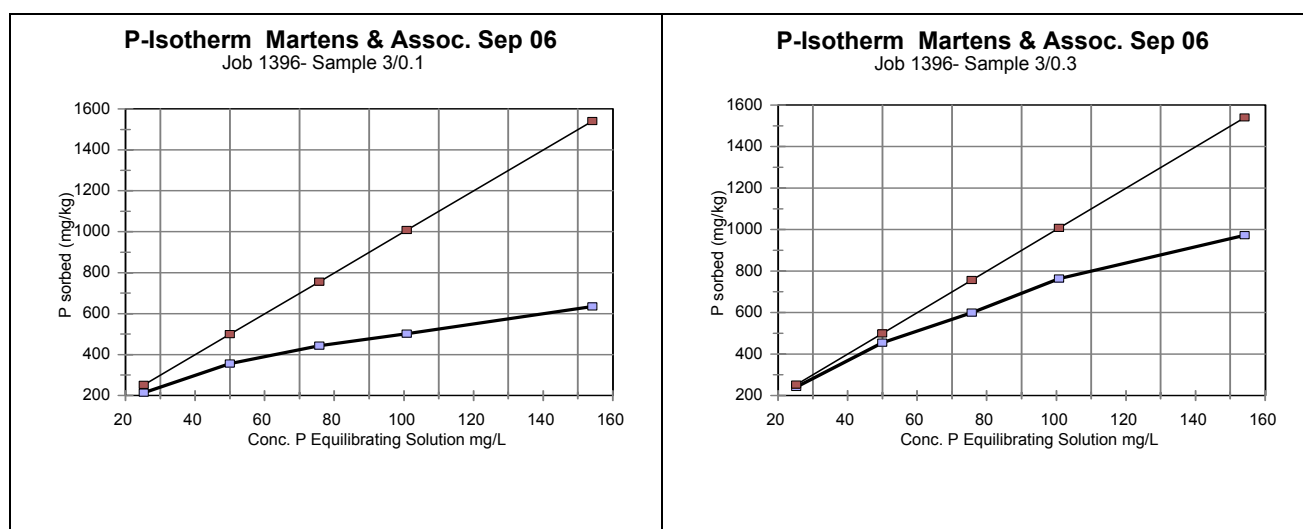 P-Isotherm Martens & Assoc. Sep 06
Job 1396- Sample 3/0.1
1600
1400
1200
1000
800
600
400
200
P sorbed (mg/kg)
20 40 60 80 100 120 140 160
Conc. P Equilibrating Solution mg/L
P-Isotherm Martens & Assoc. Sep 06
Job 1396- Sample 3/0.3
1600
1400
1200
1000
800
600
400
200
P sorbed (mg/kg)
20 40 60 80 100 120 140 160
Conc. P Equilibrating Solution mg/L